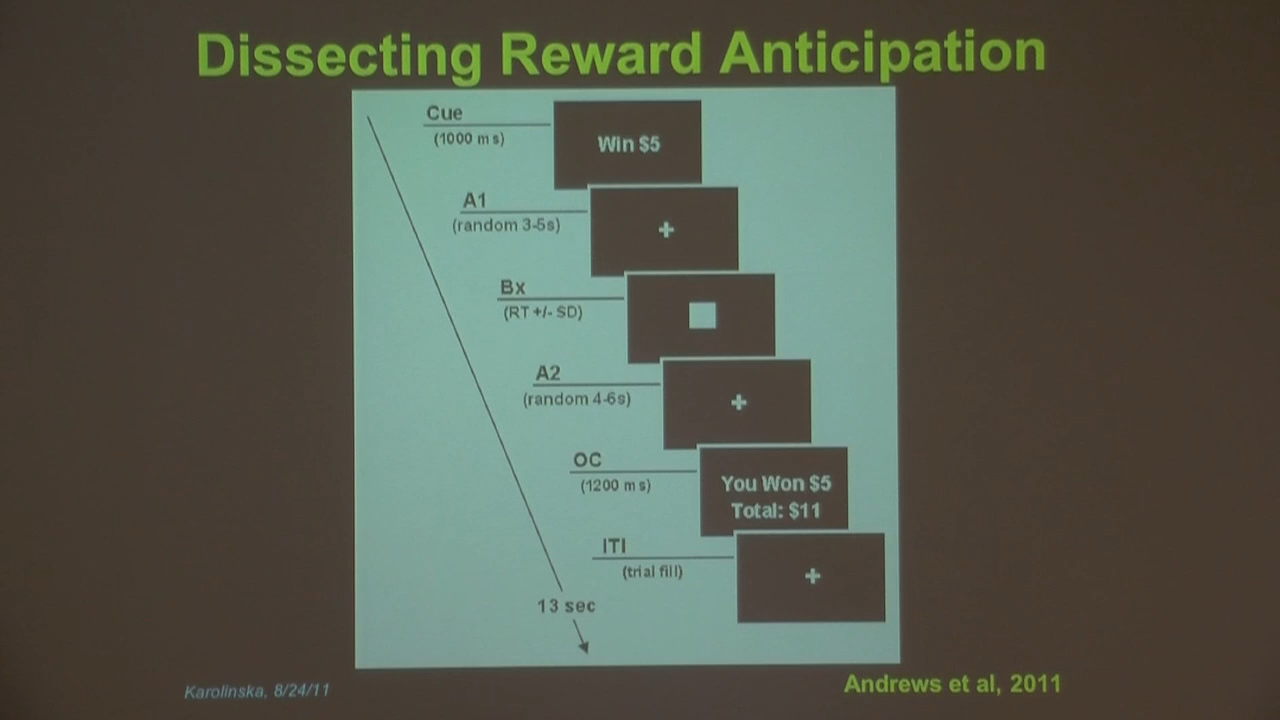 Dissecting Reward Anticipation
Cue
(1000 ms)
Win $5
A1
(random 3-5s)
Bx
(RT +/- SD)
A2
(random 4-6s)
OC
(1200 ms)
You Won $5
Total: $11
ITI
(trial fill)
13 sec
Karolinska, 8/24/11
Andrews et al, 2011